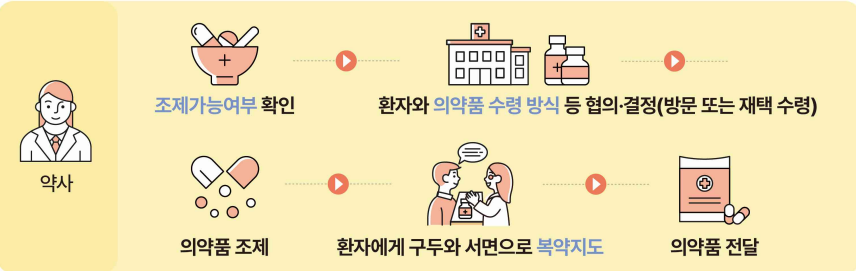 약사
조제가능여부 확인
환자와 의약품 수령 방식 등 협의·결정(방문 또는 재택 수령)
의약품 조제
환자에게 구두와 서면으로 복약지도
의약품 전달